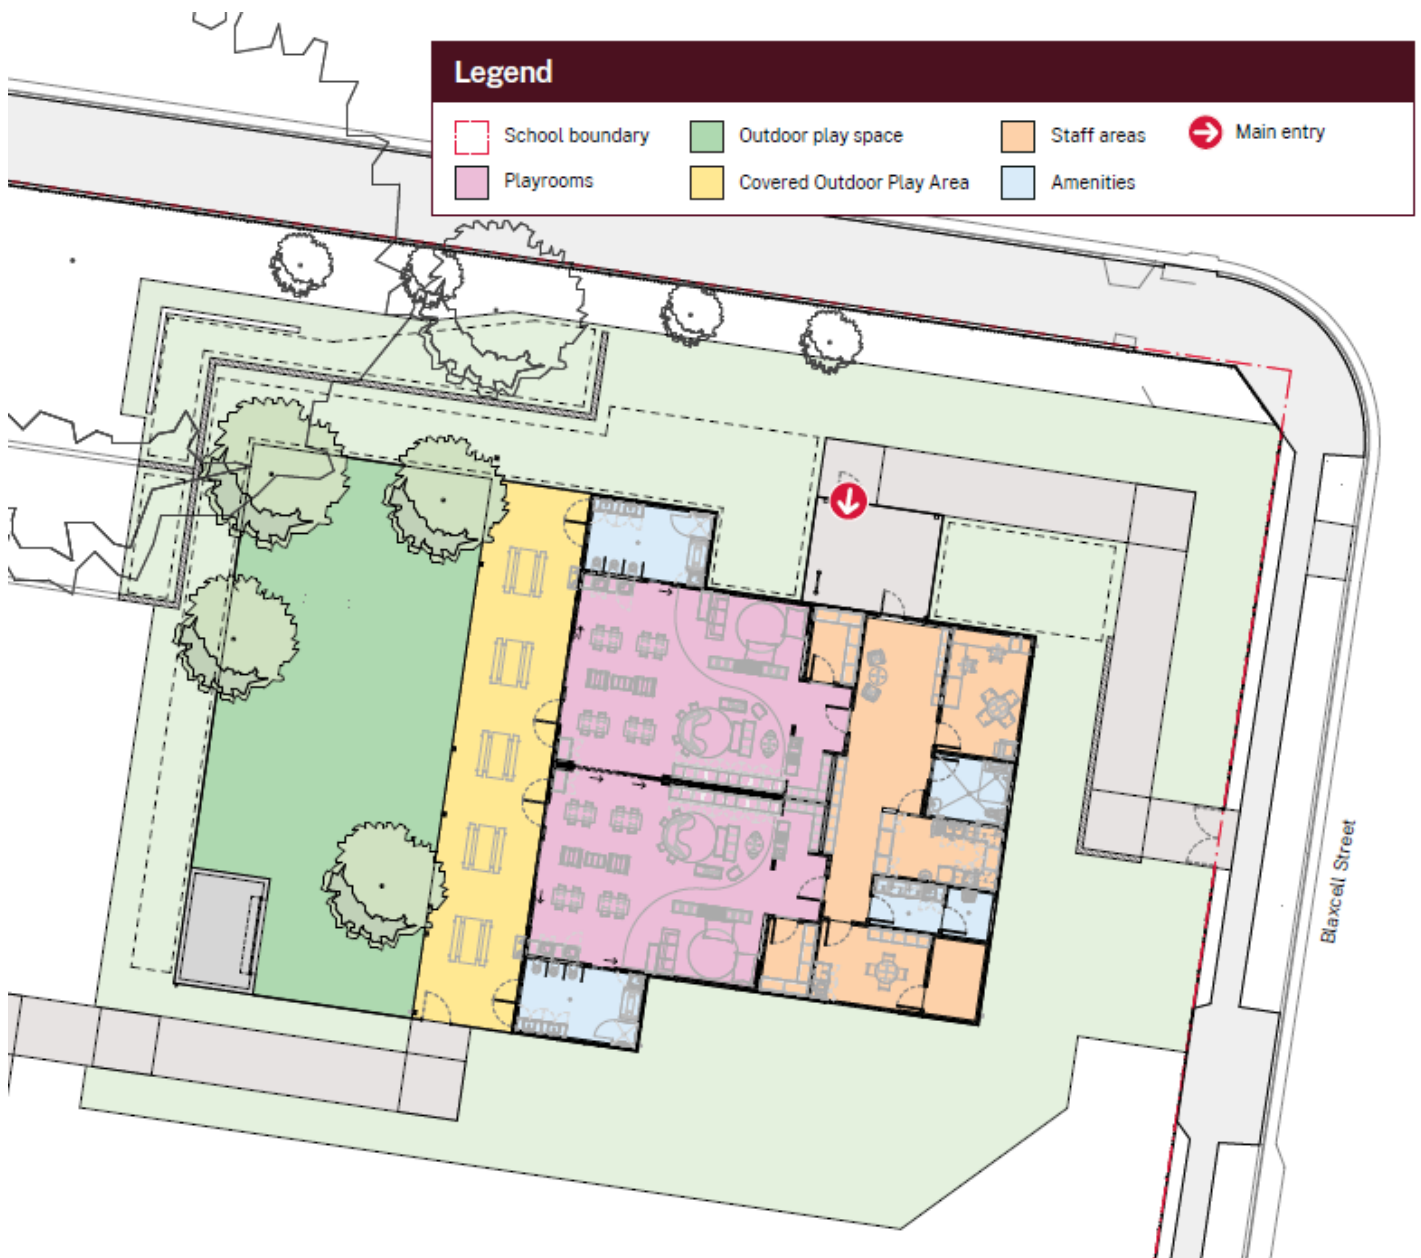 Legend
School boundary
Outdoor play space
Staff areas
Main entry
Playrooms
Covered Outdoor Play Area
Amenities
Blaxcell Street